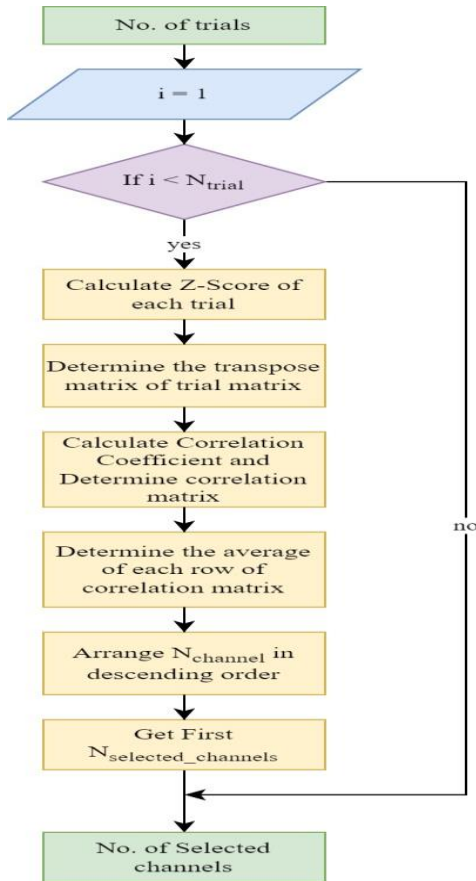 No. of trials
i = 1
If i < N_trial
yes
Calculate Z-Score of
each trial
Determine the transpose
matrix of trial matrix
Calculate Correlation
Coefficient and
Determine correlation
matrix
no
Determine the average
of each row of
correlation matrix
Arrange N_channel in
descending order
Get First
N_selected_channels
No. of Selected
channels